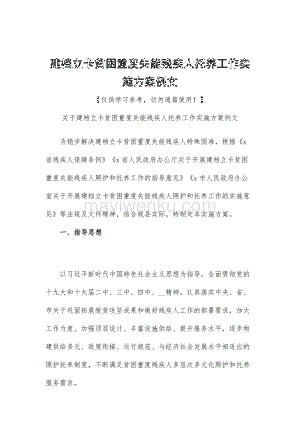 建档立卡贫困重度失能残疾人托养工作实
施方案例文
【仅供学习参考,切勿通篇使用!】
关于建档立卡贫困重度失能残疾人托养工作实施方案例文
为稳步解决建档立卡贫困重度失能残疾人特殊困难,根据《x
省残疾人保障条例》《x 省人民政府办公厅关于开展建档立卡贫困
重度失能残疾人照护和托养工作的指导意见》《x 市人民政府办公
室关于开展建档立卡贫困重度失能残疾人照护和托养工作的实施意
见》等法规及文件精神,结合我县实际,特制定本实施方案。
mayiwenku.com
一、指导思想
以习近平新时代中国特色社会主义思想为指导,全面贯彻党的
十九大和十九届二中、三中、四中、__精神,认真落实中央、省、
市关于巩固拓展脱贫攻坚成果和做好残疾人工作的部署要求,加大
工作力度,加强顶层设计,丰富设施供给,提升服务水平,逐步构
建供给多元、政策衔接、运行规范、与经济社会发展水平相适应的
照护托养制度,不断满足贫困重度残疾人多层次多元化照护和托养
服务需求。